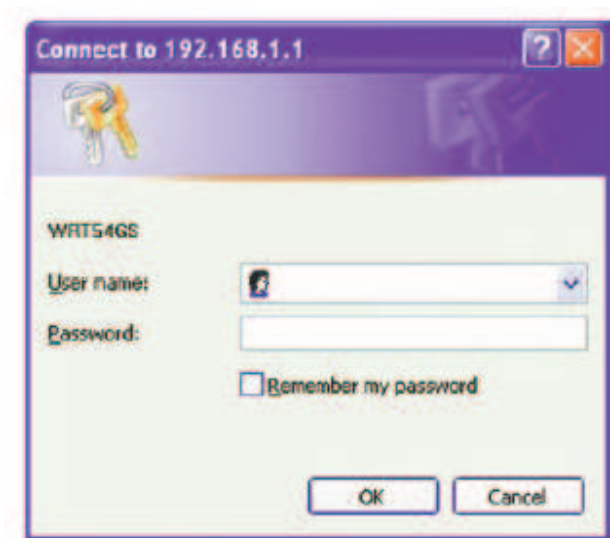 Connect to 192.168.1.1
?
WRT54GS
User name:
Password:
Remember my password
OK
Cancel